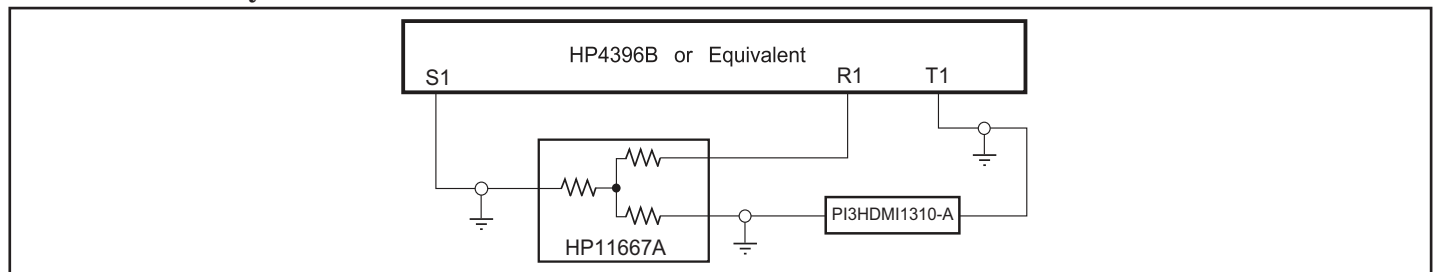 HP4396B or Equivalent
S1
R1
T1
PI3HDMI1310-A
HP11667A